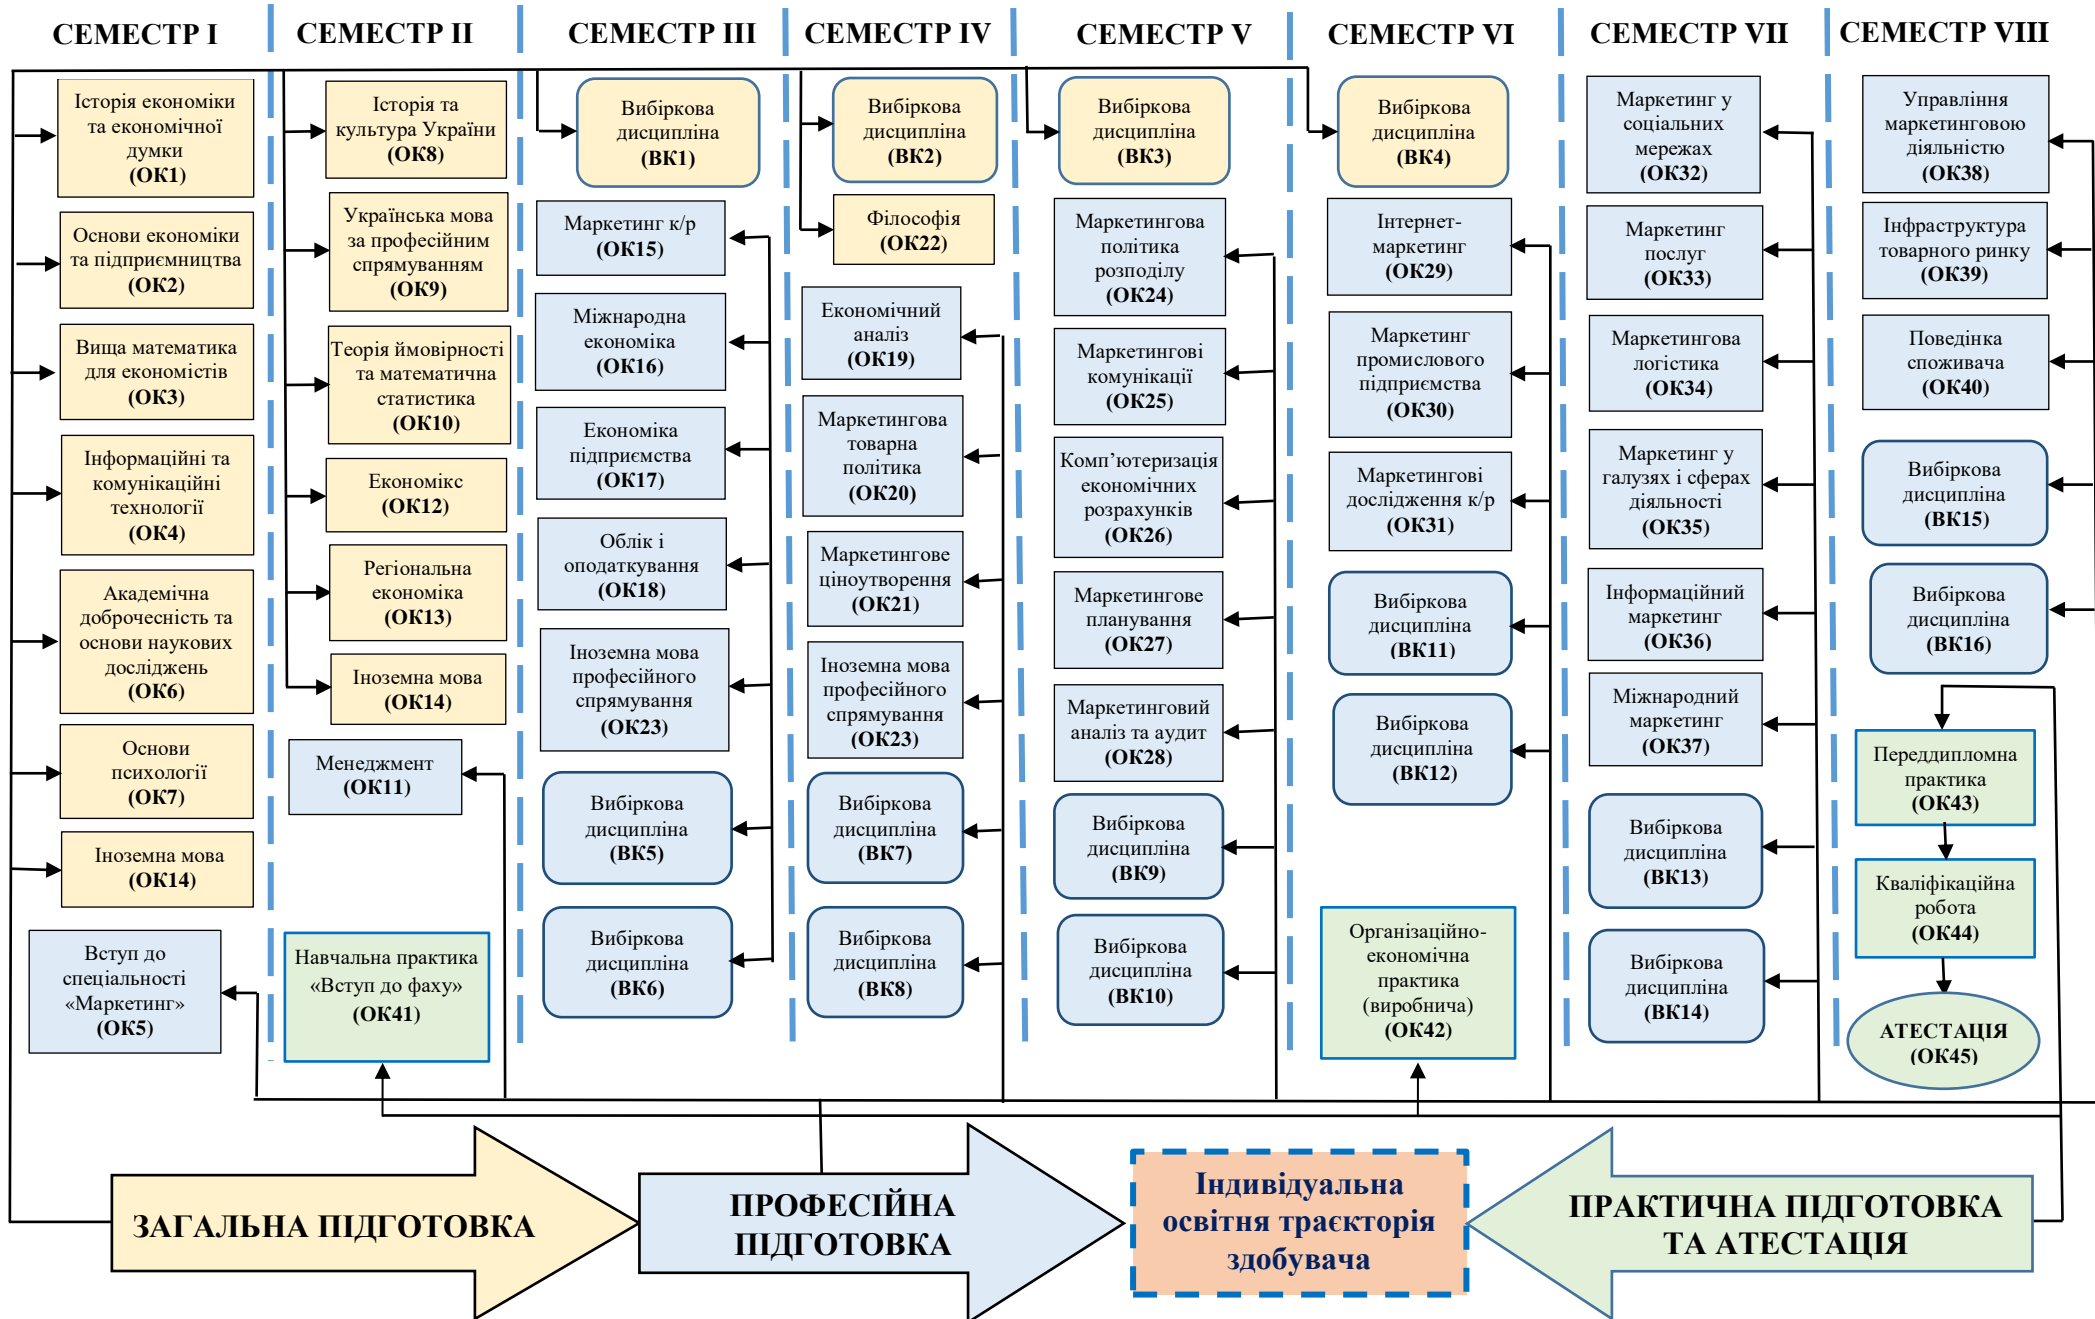 СЕМЕСТР I
СЕМЕСТР II
СЕМЕСТР III
СЕМЕСТР IV
СЕМЕСТР V
СЕМЕСТР VI
СЕМЕСТР VII
СЕМЕСТР VIII
Історія економіки
та економічної
думки
(ОК1)
Основи економіки
та підприємництва
(ОК2)
Вища математика
для економістів
(ОК3)
Інформаційні та
комунікаційні
технології
(ОК4)
Академічна
доброчесність та
основи наукових
досліджень
(ОК6)
Основи
психології
(ОК7)
Іноземна мова
(ОК14)
Вступ до
спеціальності
«Маркетинг»
(ОК5)
Історія та
культура України
(ОК8)
Українська мова
за професійним
спрямуванням
(ОК9)
Теорія ймовірності
та математична
статистика
(ОК10)
Економікс
(ОК12)
Регіональна
економіка
(ОК13)
Іноземна мова
(ОК14)
Менеджмент
(ОК11)
Навчальна практика
«Вступ до фаху»
(ОК41)
Вибіркова
дисципліна
(ВК1)
Маркетинг к/р
(ОК15)
Міжнародна
економіка
(ОК16)
Економіка
підприємства
(ОК17)
Облік і
оподаткування
(ОК18)
Іноземна мова
професійного
спрямування
(ОК23)
Вибіркова
дисципліна
(ВК5)
Вибіркова
дисципліна
(ВК6)
Вибіркова
дисципліна
(ВК2)
Філософія
(ОК22)
Економічний
аналіз
(ОК19)
Маркетингова
товарна
політика
(ОК20)
Маркетингове
ціноутворення
(ОК21)
Іноземна мова
професійного
спрямування
(ОК23)
Вибіркова
дисципліна
(ВК7)
Вибіркова
дисципліна
(ВК8)
Вибіркова
дисципліна
(ВК3)
Маркетингова
політика
розподілу
(ОК24)
Маркетингові
комунікації
(ОК25)
Комп’ютеризація
економічних
розрахунків
(ОК26)
Маркетингове
планування
(ОК27)
Маркетинговий
аналіз та аудит
(ОК28)
Вибіркова
дисципліна
(ВК9)
Вибіркова
дисципліна
(ВК10)
Вибіркова
дисципліна
(ВК4)
Інтернет-
маркетинг
(ОК29)
Маркетинг
промислового
підприємства
(ОК30)
Маркетингові
дослідження к/р
(ОК31)
Вибіркова
дисципліна
(ВК11)
Вибіркова
дисципліна
(ВК12)
Організаційно-
економічна
практика
(виробнича)
(ОК42)
Маркетинг у
соціальних
мережах
(ОК32)
Маркетинг
послуг
(ОК33)
Маркетингова
логістика
(ОК34)
Маркетинг у
галузях і сферах
діяльності
(ОК35)
Інформаційний
маркетинг
(ОК36)
Міжнародний
маркетинг
(ОК37)
Вибіркова
дисципліна
(ВК13)
Вибіркова
дисципліна
(ВК14)
Управління
маркетинговою
діяльністю
(ОК38)
Інфраструктура
товарного ринку
(ОК39)
Поведінка
споживача
(ОК40)
Вибіркова
дисципліна
(ВК15)
Вибіркова
дисципліна
(ВК16)
Переддипломна
практика
(ОК43)
Кваліфікаційна
робота
(ОК44)
АТЕСТАЦІЯ
(ОК45)
ЗАГАЛЬНА ПІДГОТОВКА
ПРОФЕСІЙНА
ПІДГОТОВКА
Індивідуальна
освітня траєкторія
здобувача
ПРАКТИЧНА ПІДГОТОВКА
ТА АТЕСТАЦІЯ